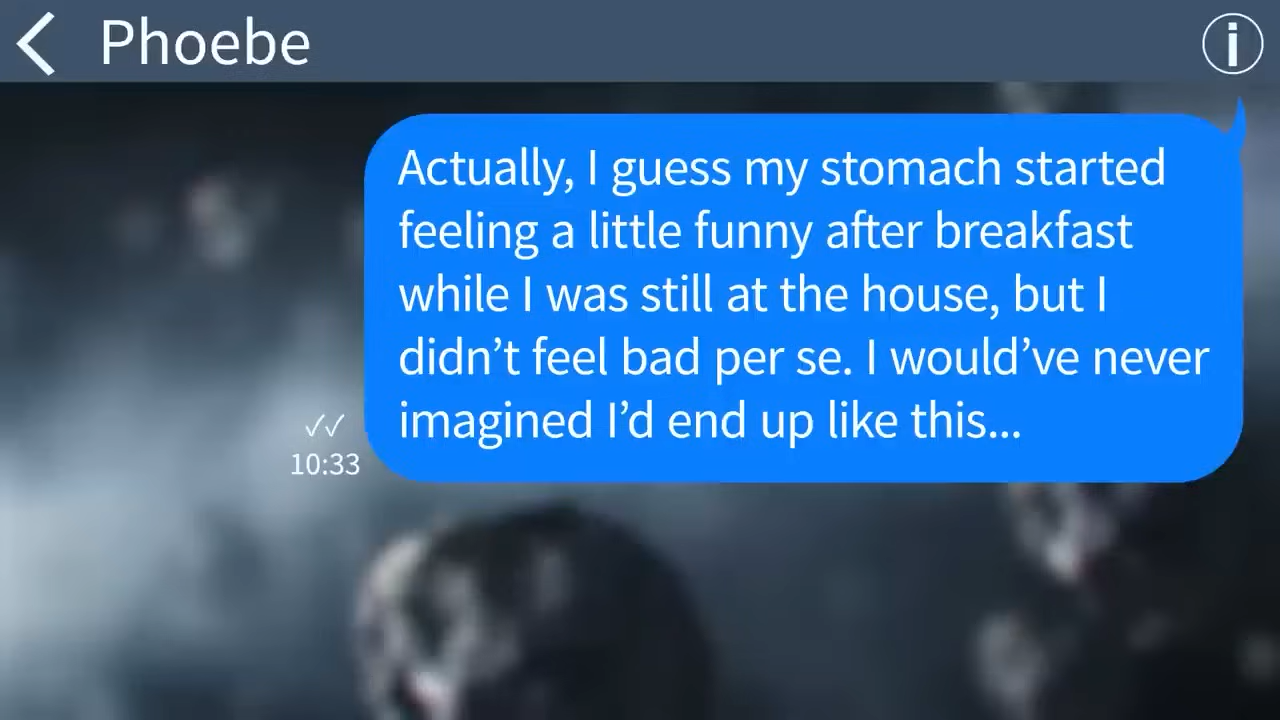 Phoebe
Actually, I guess my stomach started
feeling a little funny after breakfast
while I was still at the house, but I
didn’t feel bad per se. I would’ve never
imagined I’d end up like this...
10:33